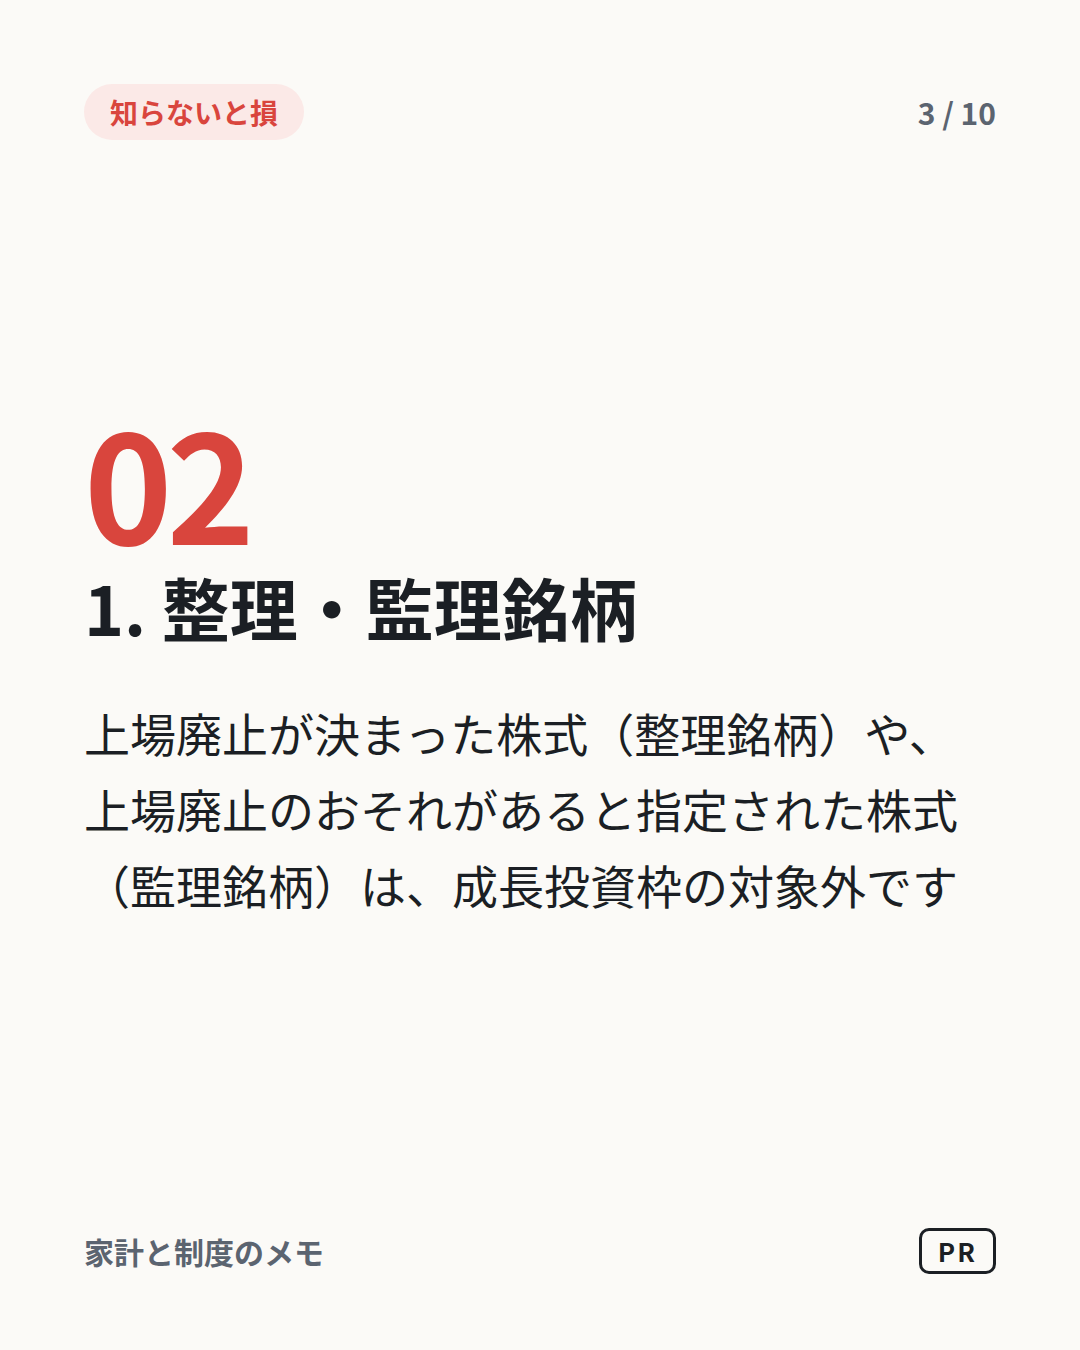 知らないと損
3 / 10
02
1. 整理・監理銘柄
上場廃止が決まった株式（整理銘柄）や、
上場廃止のおそれがあると指定された株式
（監理銘柄）は、成長投資枠の対象外です
家計と制度のメモ
PR